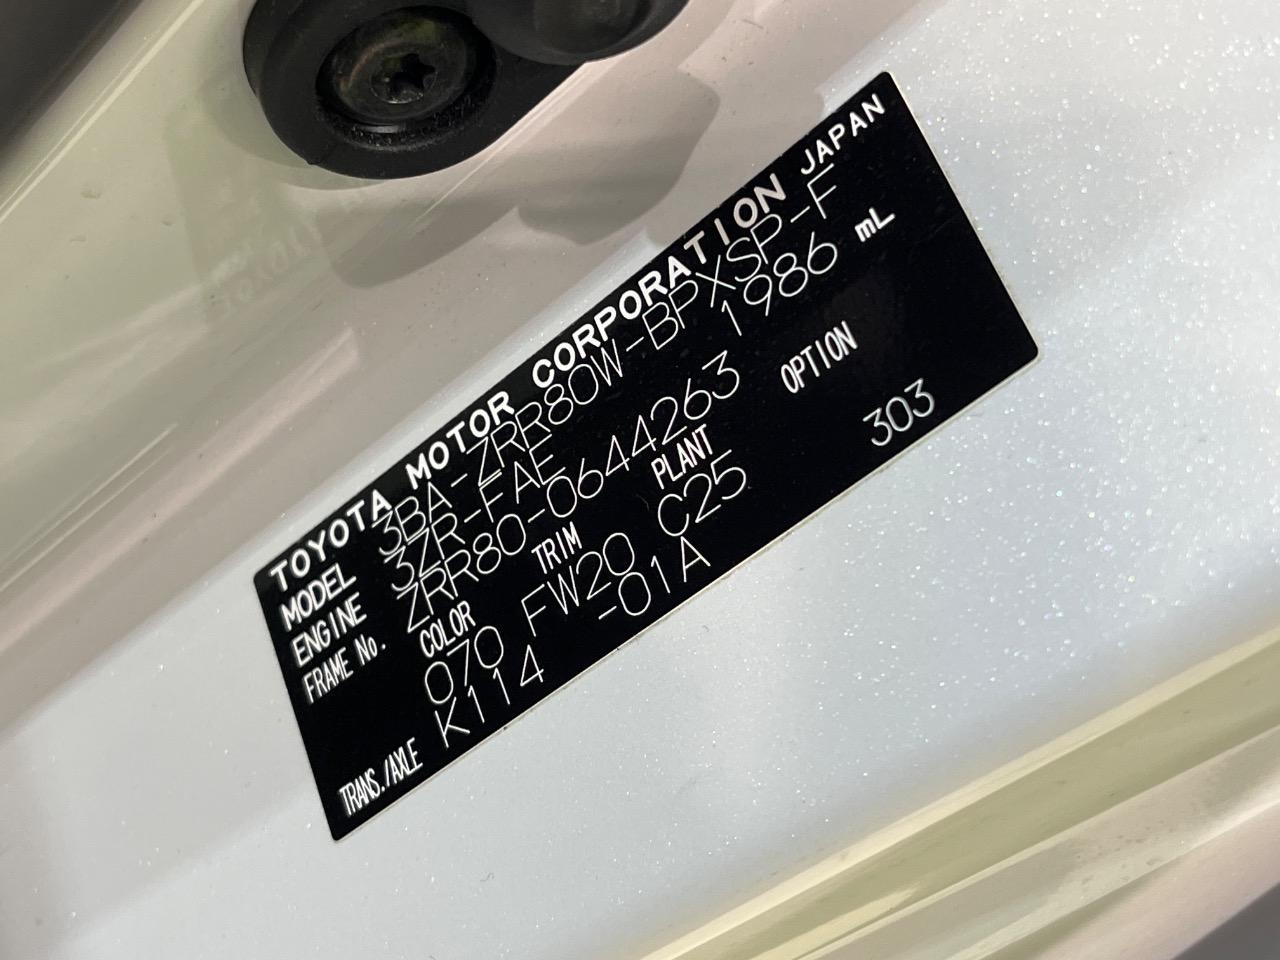 TOYOTA MOTOR CORPORATION JAPAN
MODEL 3BA-ZRR80W-BPXSP-F
ENGINE 3ZR-FAE 1986 mL
FRAME No. ZRR80-0644263
COLOR TRIM PLANT OPTION
070 FW20 C25 303
TRANS./AXLE K114 -01A